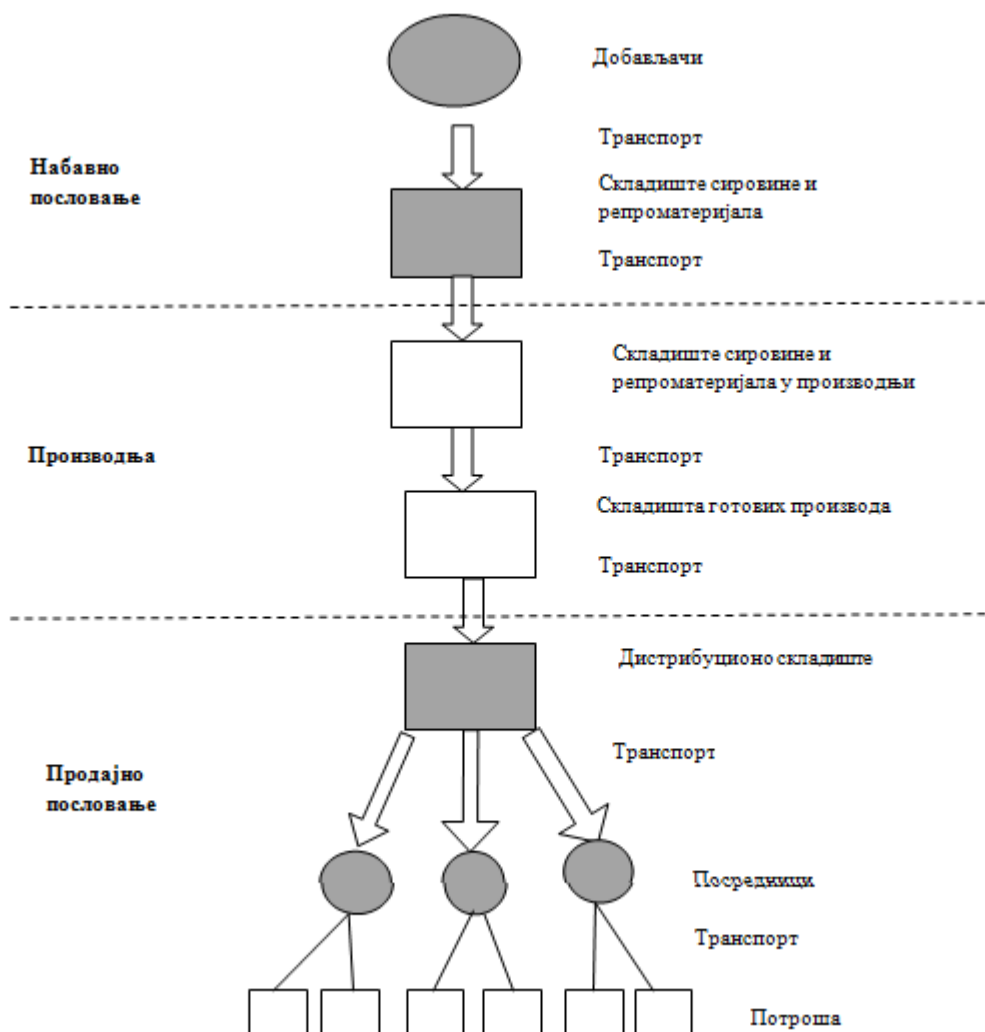 Добављачи
Транспорт
Набавно
пословање
Складиште сировине и
репроматеријала
Транспорт
Складиште сировине и
репроматеријала у производњи
Производња
Транспорт
Складишта готових производа
Транспорт
Дистрибуционо складиште
Транспорт
Продајно
пословање
Посредници
Транспорт
Потроша